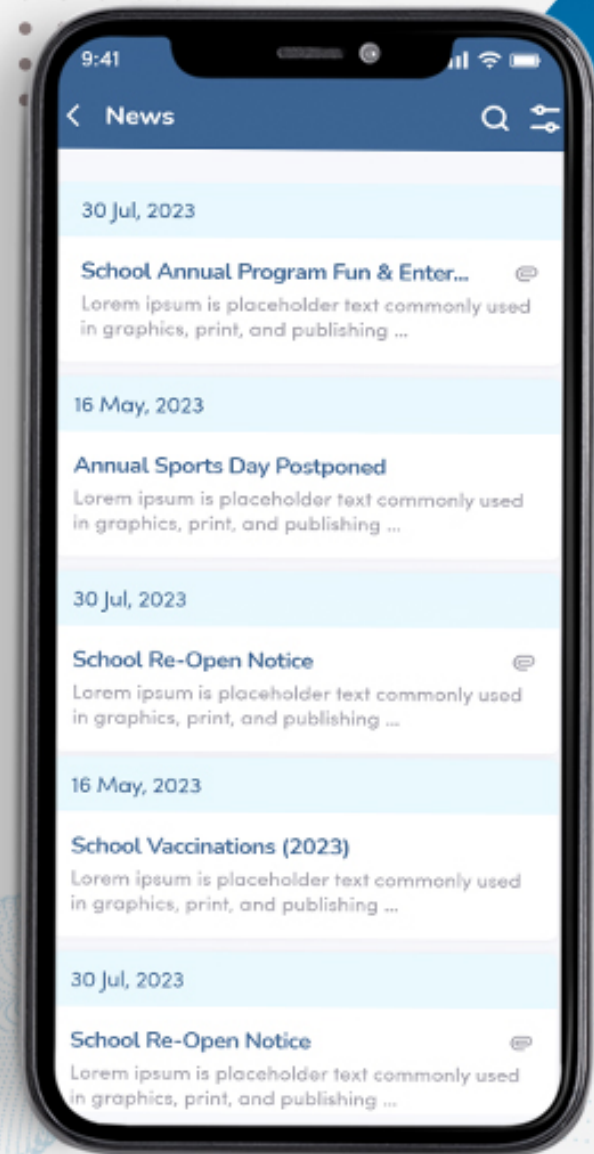 9:41
News
30 Jul, 2023
School Annual Program Fun & Enter...
Lorem ipsum is placeholder text commonly used
in graphics, print, and publishing ...
16 May, 2023
Annual Sports Day Postponed
Lorem ipsum is placeholder text commonly used
in graphics, print, and publishing ...
30 Jul, 2023
School Re-Open Notice
Lorem ipsum is placeholder text commonly used
in graphics, print, and publishing ...
16 May, 2023
School Vaccinations (2023)
Lorem ipsum is placeholder text commonly used
in graphics, print, and publishing ...
30 Jul, 2023
School Re-Open Notice
Lorem ipsum is placeholder text commonly used
in graphics, print, and publishing ...